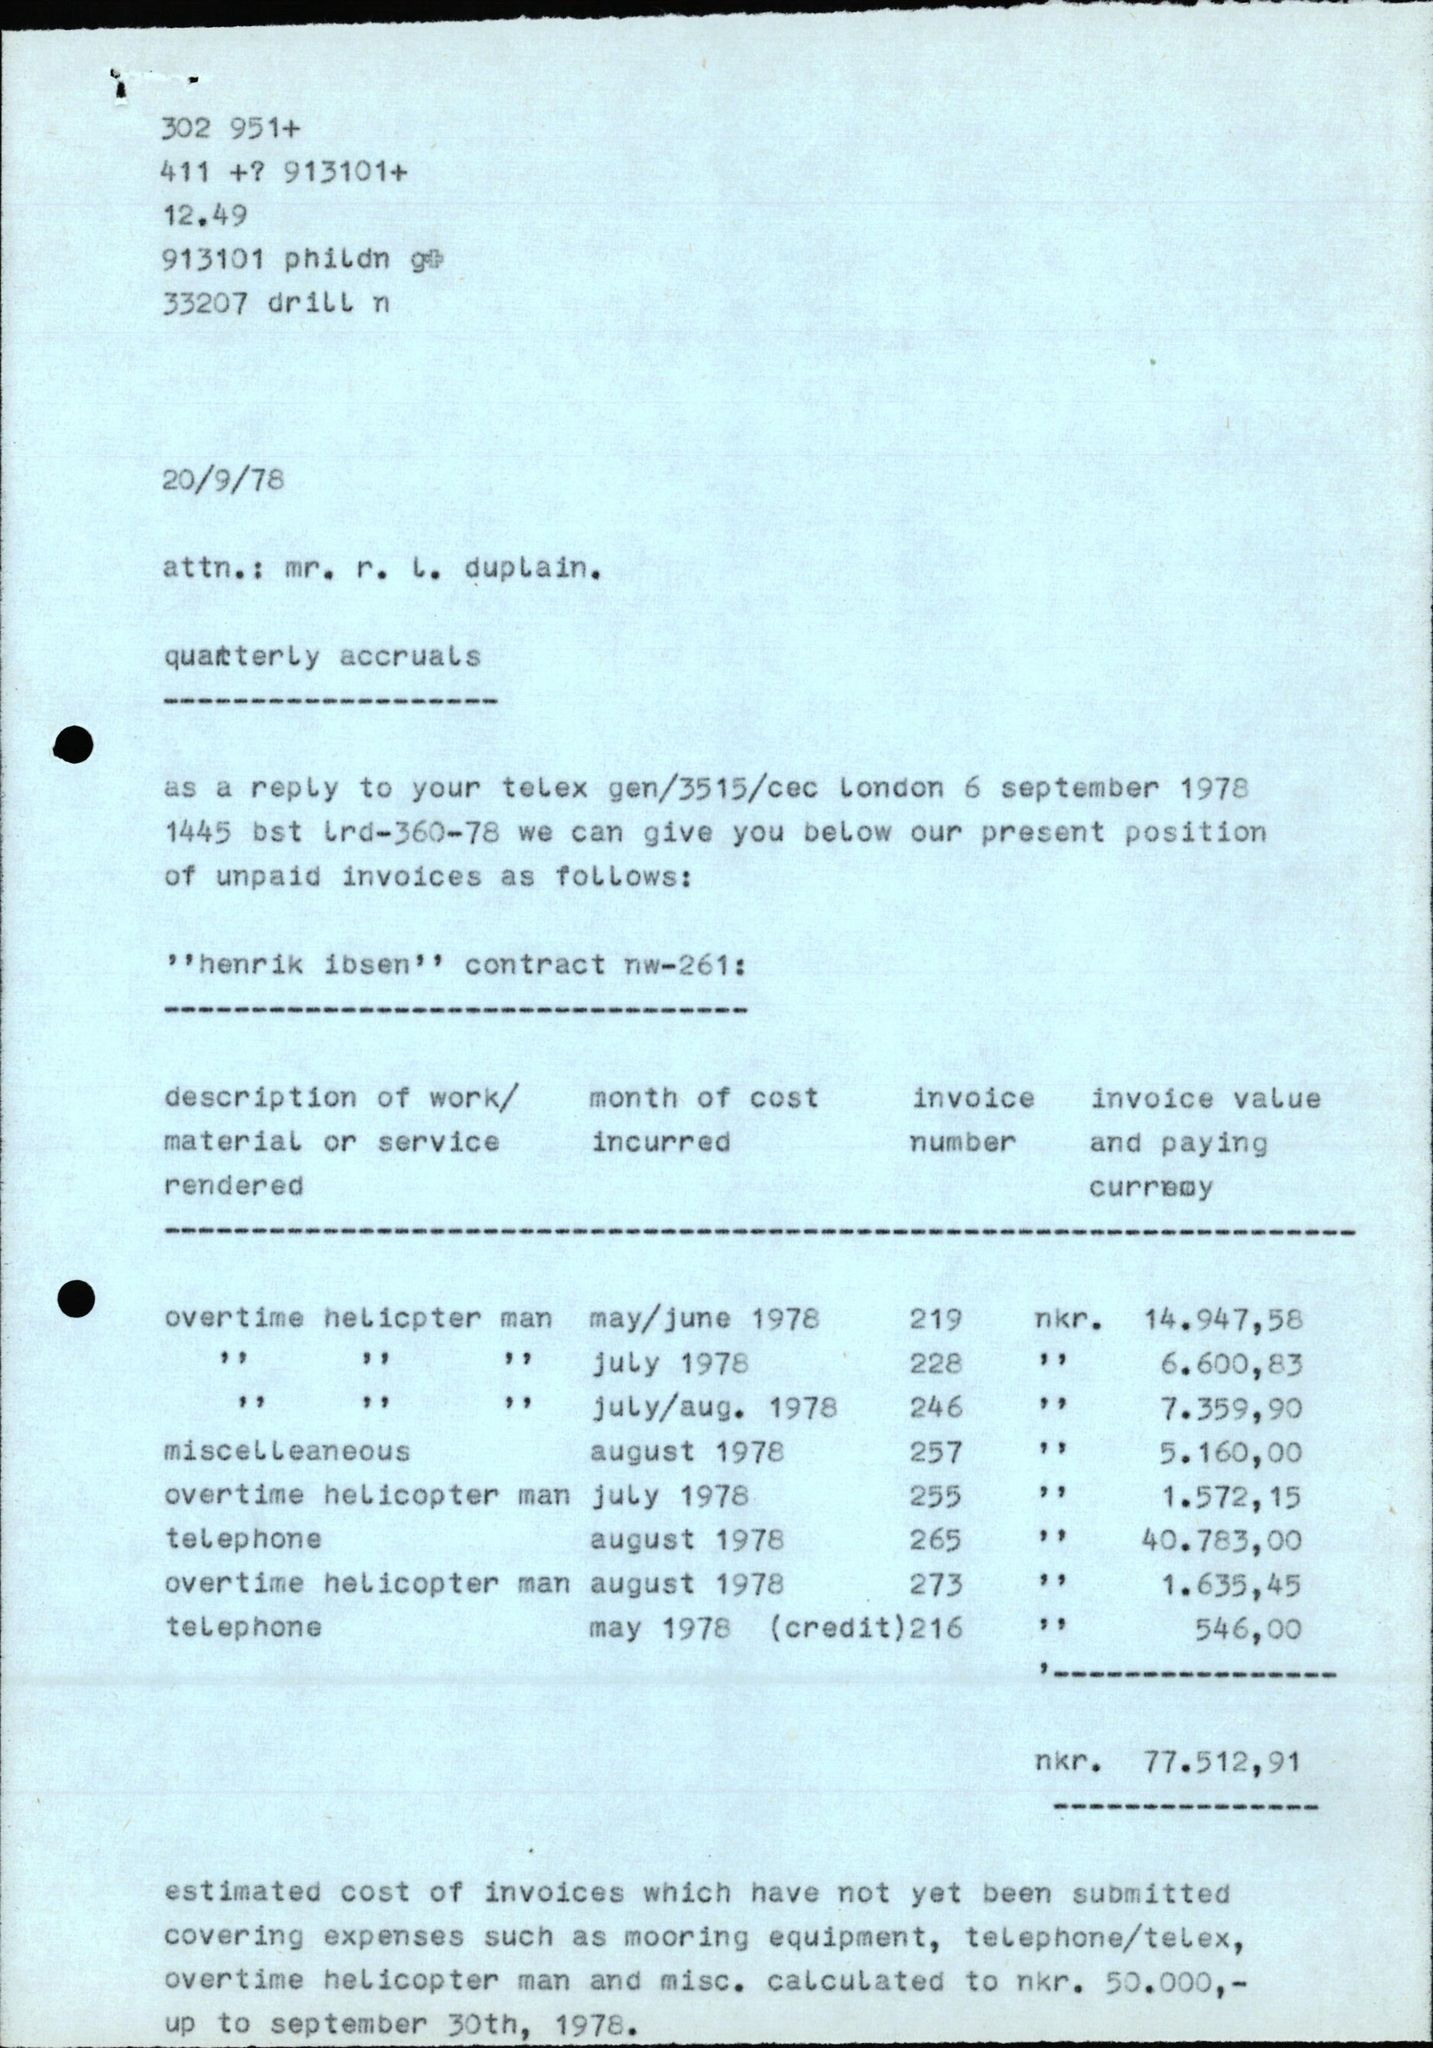 302 951+
411 +? 913101+
12.49
913101 phildn g+
33207 drill n
20/9/78
attn.: mr. r. l. duplain.
quarterly accruals
-------------------
as a reply to your telex gen/3515/cec london 6 september 1978
1445 bst lrd-360-78 we can give you below our present position
of unpaid invoices as follows:
''henrik ibsen'' contract nw-261:
---------------------------------
description of work/ month of cost invoice invoice value
material or service incurred number and paying
rendered currency
--------------------------------------------------------------------
overtime helicpter man may/june 1978 219 nkr. 14.947,58
'' '' '' july 1978 228 '' 6.600,83
'' '' '' july/aug. 1978 246 '' 7.359,90
miscelleaneous august 1978 257 '' 5.160,00
overtime helicopter man july 1978 255 '' 1.572,15
telephone august 1978 265 '' 40.783,00
overtime helicopter man august 1978 273 '' 1.635,45
telephone may 1978 (credit)216 '' 546,00
'----------------
nkr. 77.512,91
---------------
estimated cost of invoices which have not yet been submitted
covering expenses such as mooring equipment, telephone/telex,
overtime helicopter man and misc. calculated to nkr. 50.000,-
up to september 30th, 1978.